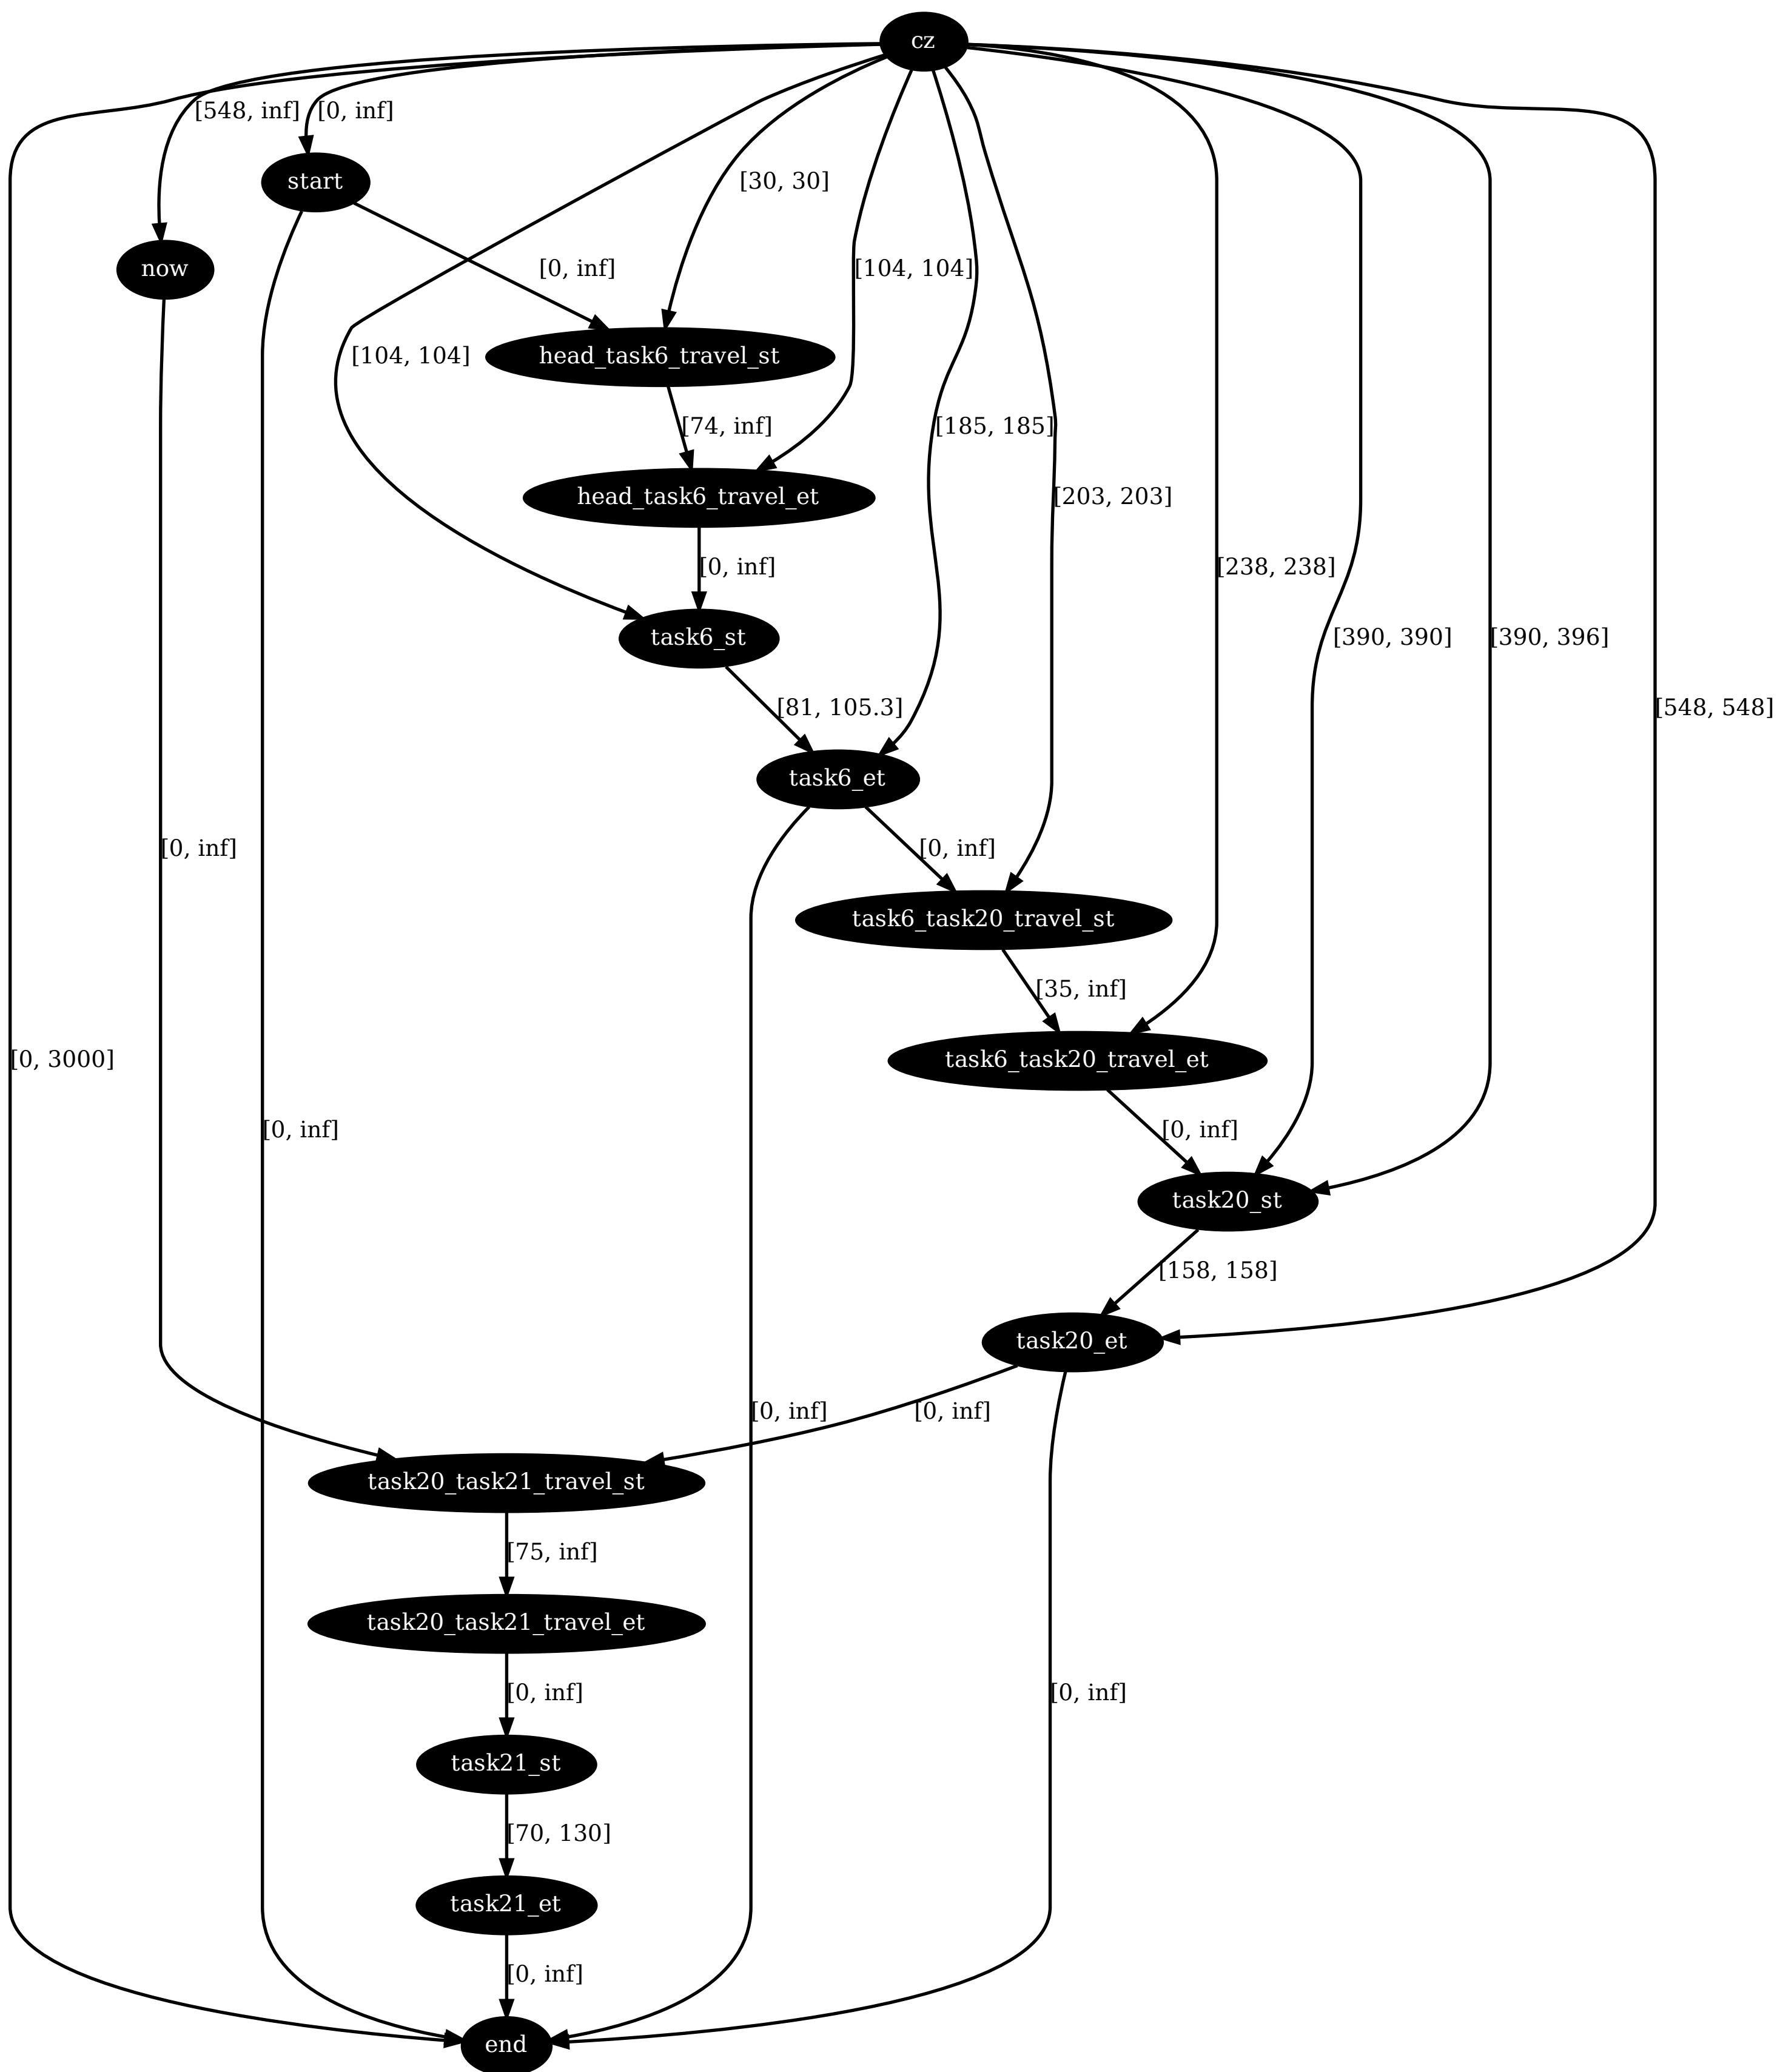 cz
[548, inf]
[0, inf]
start
[30, 30]
now
[0, inf]
[104, 104]
[104, 104]
head_task6_travel_st
[74, inf]
[185, 185]
head_task6_travel_et
[203, 203]
[0, inf]
[238, 238]
task6_st
[390, 390]
[390, 396]
[81, 105.3]
[548, 548]
task6_et
[0, inf]
[0, inf]
task6_task20_travel_st
[35, inf]
[0, 3000]
task6_task20_travel_et
[0, inf]
[0, inf]
task20_st
[158, 158]
task20_et
[0, inf]
[0, inf]
task20_task21_travel_st
[75, inf]
task20_task21_travel_et
[0, inf]
[0, inf]
task21_st
[70, 130]
task21_et
[0, inf]
end